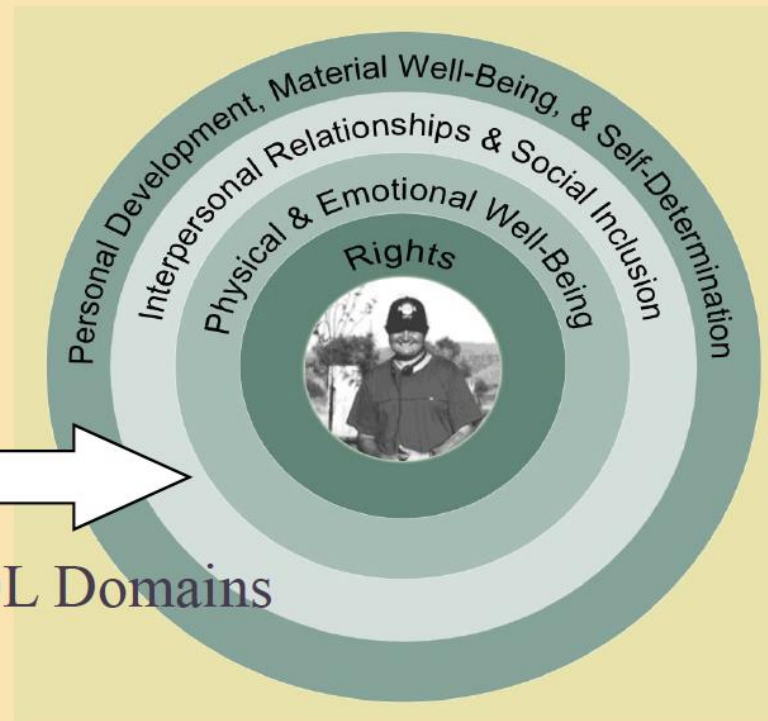 Personal Development, Material Well-Being, & Self-Determination
Interpersonal Relationships & Social Inclusion
Physical & Emotional Well-Being
Rights
L Domains